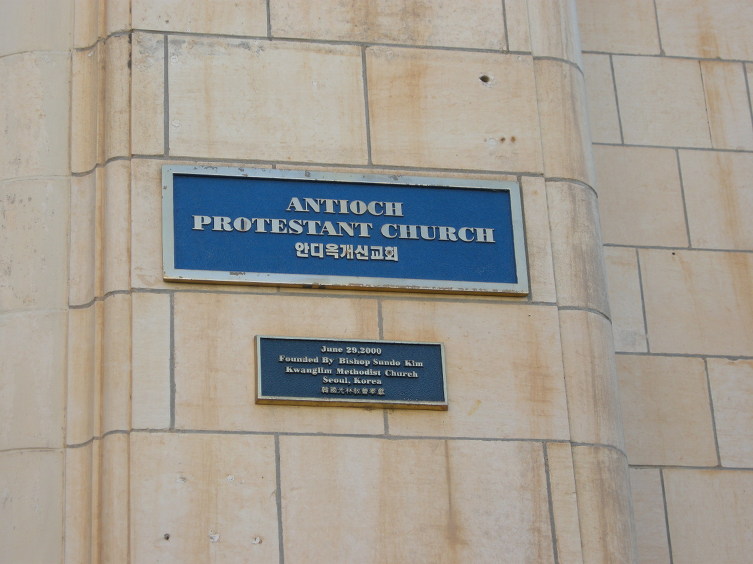 ANTIOCH
PROTESTANT CHURCH
안디옥개신교회
June 29,2000
Founded By Bishop Sundo Kim
Kwanglim Methodist Church
Seoul, Korea